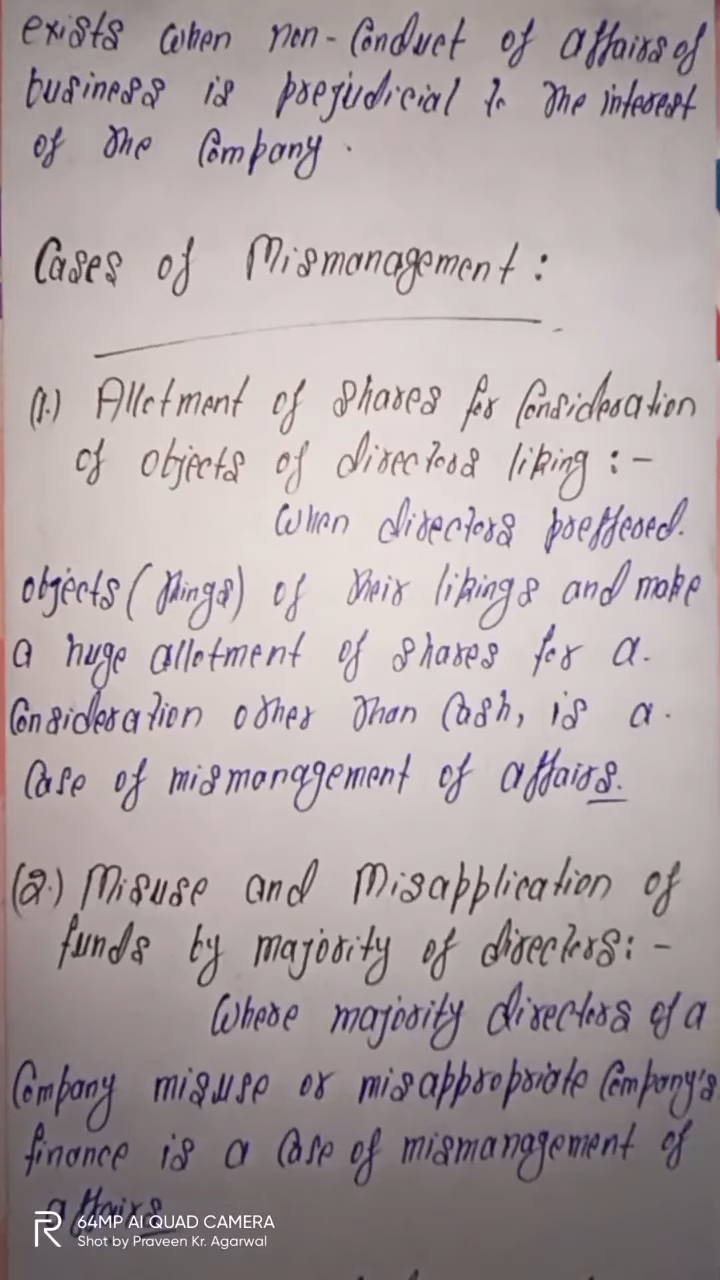 exists when non-Conduct of affairs of
business is prejudicial to the interest
of the Company.
Cases of Mismanagement :
(1.) Allotment of Shares for Consideration
of objects of directors liking :-
When directors preffered.
objects (things) of their likings and make
a huge allotment of shares for a.
Consideration other than Cash, is a.
Case of mismangement of affairs.
(2.) Misuse and Misapplication of
funds by majority of directors: -
Where majority directors of a
Company misuse or misappropriate Company's
finance is a Case of mismanagement of
affairs
64MP AI QUAD CAMERA
Shot by Praveen Kr. Agarwal